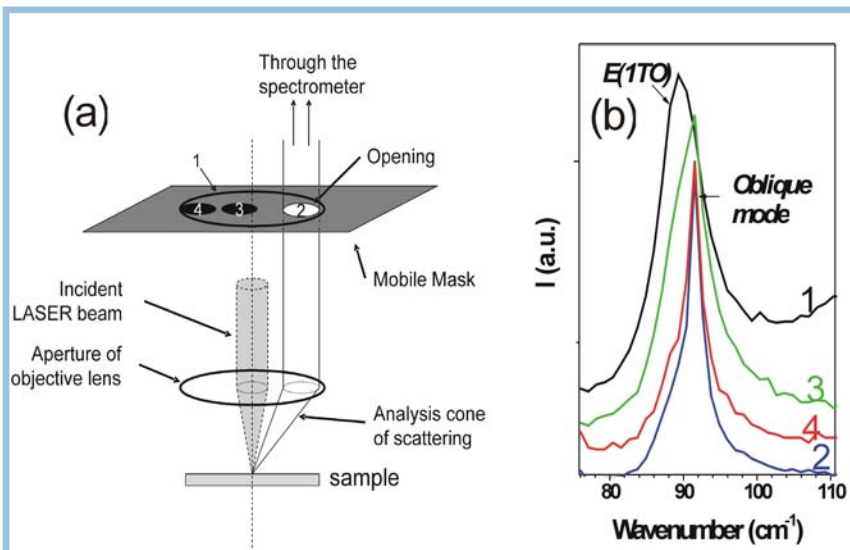 (a)
Through the
spectrometer
1
Opening
4 3 2
Mobile Mask
Incident
LASER beam
Aperture of
objective lens
Analysis cone
of scattering
sample
(b)
E(1TO)
Oblique
mode
1
3
4
2
I (a.u.)
80 90 100 110
Wavenumber (cm⁻¹)